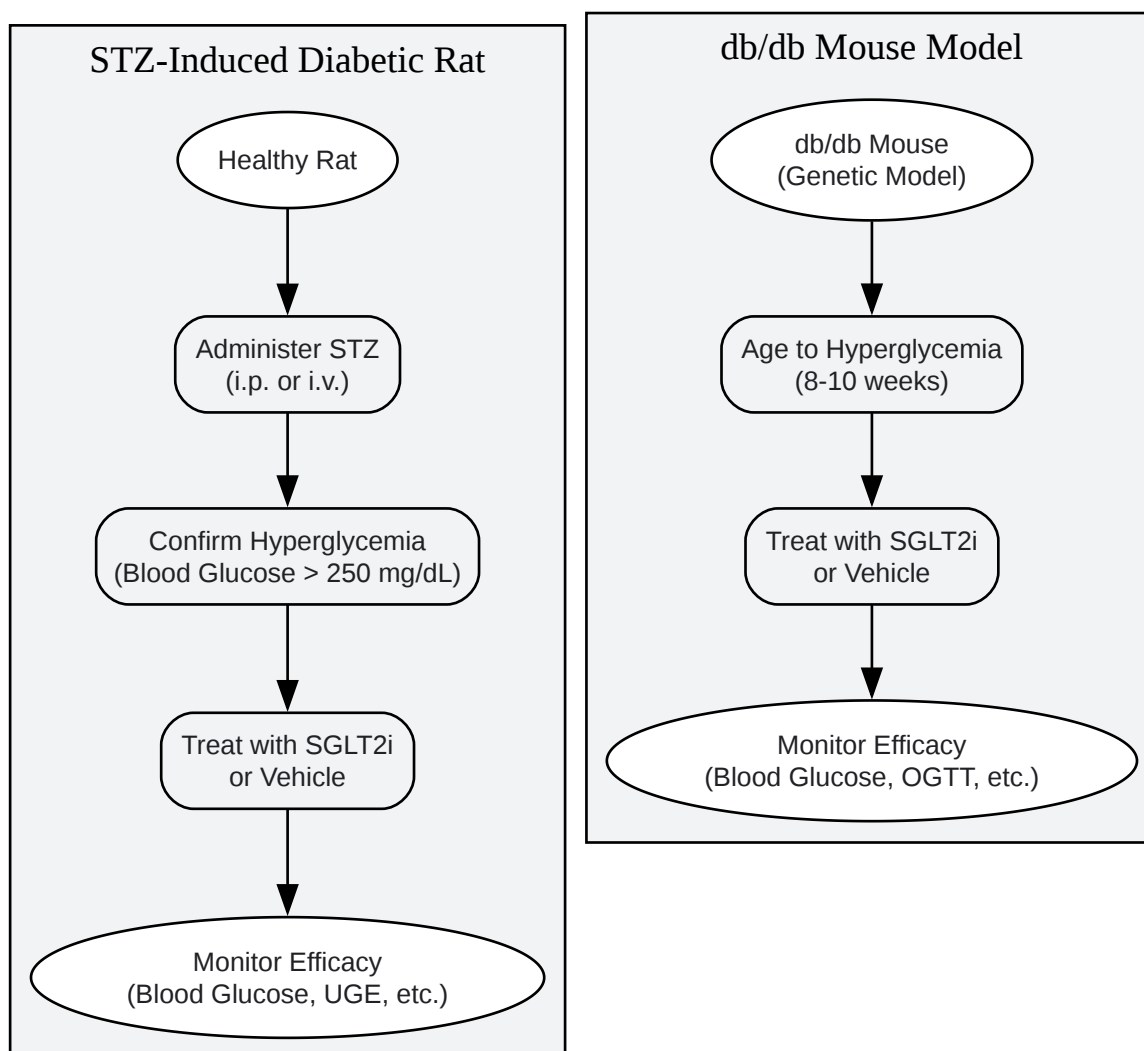 STZ-Induced Diabetic Rat
Healthy Rat
Administer STZ
(i.p. or i.v.)
Confirm Hyperglycemia
(Blood Glucose > 250 mg/dL)
Treat with SGLT2i
or Vehicle
Monitor Efficacy
(Blood Glucose, UGE, etc.)
db/db Mouse Model
db/db Mouse
(Genetic Model)
Age to Hyperglycemia
(8-10 weeks)
Treat with SGLT2i
or Vehicle
Monitor Efficacy
(Blood Glucose, OGTT, etc.)